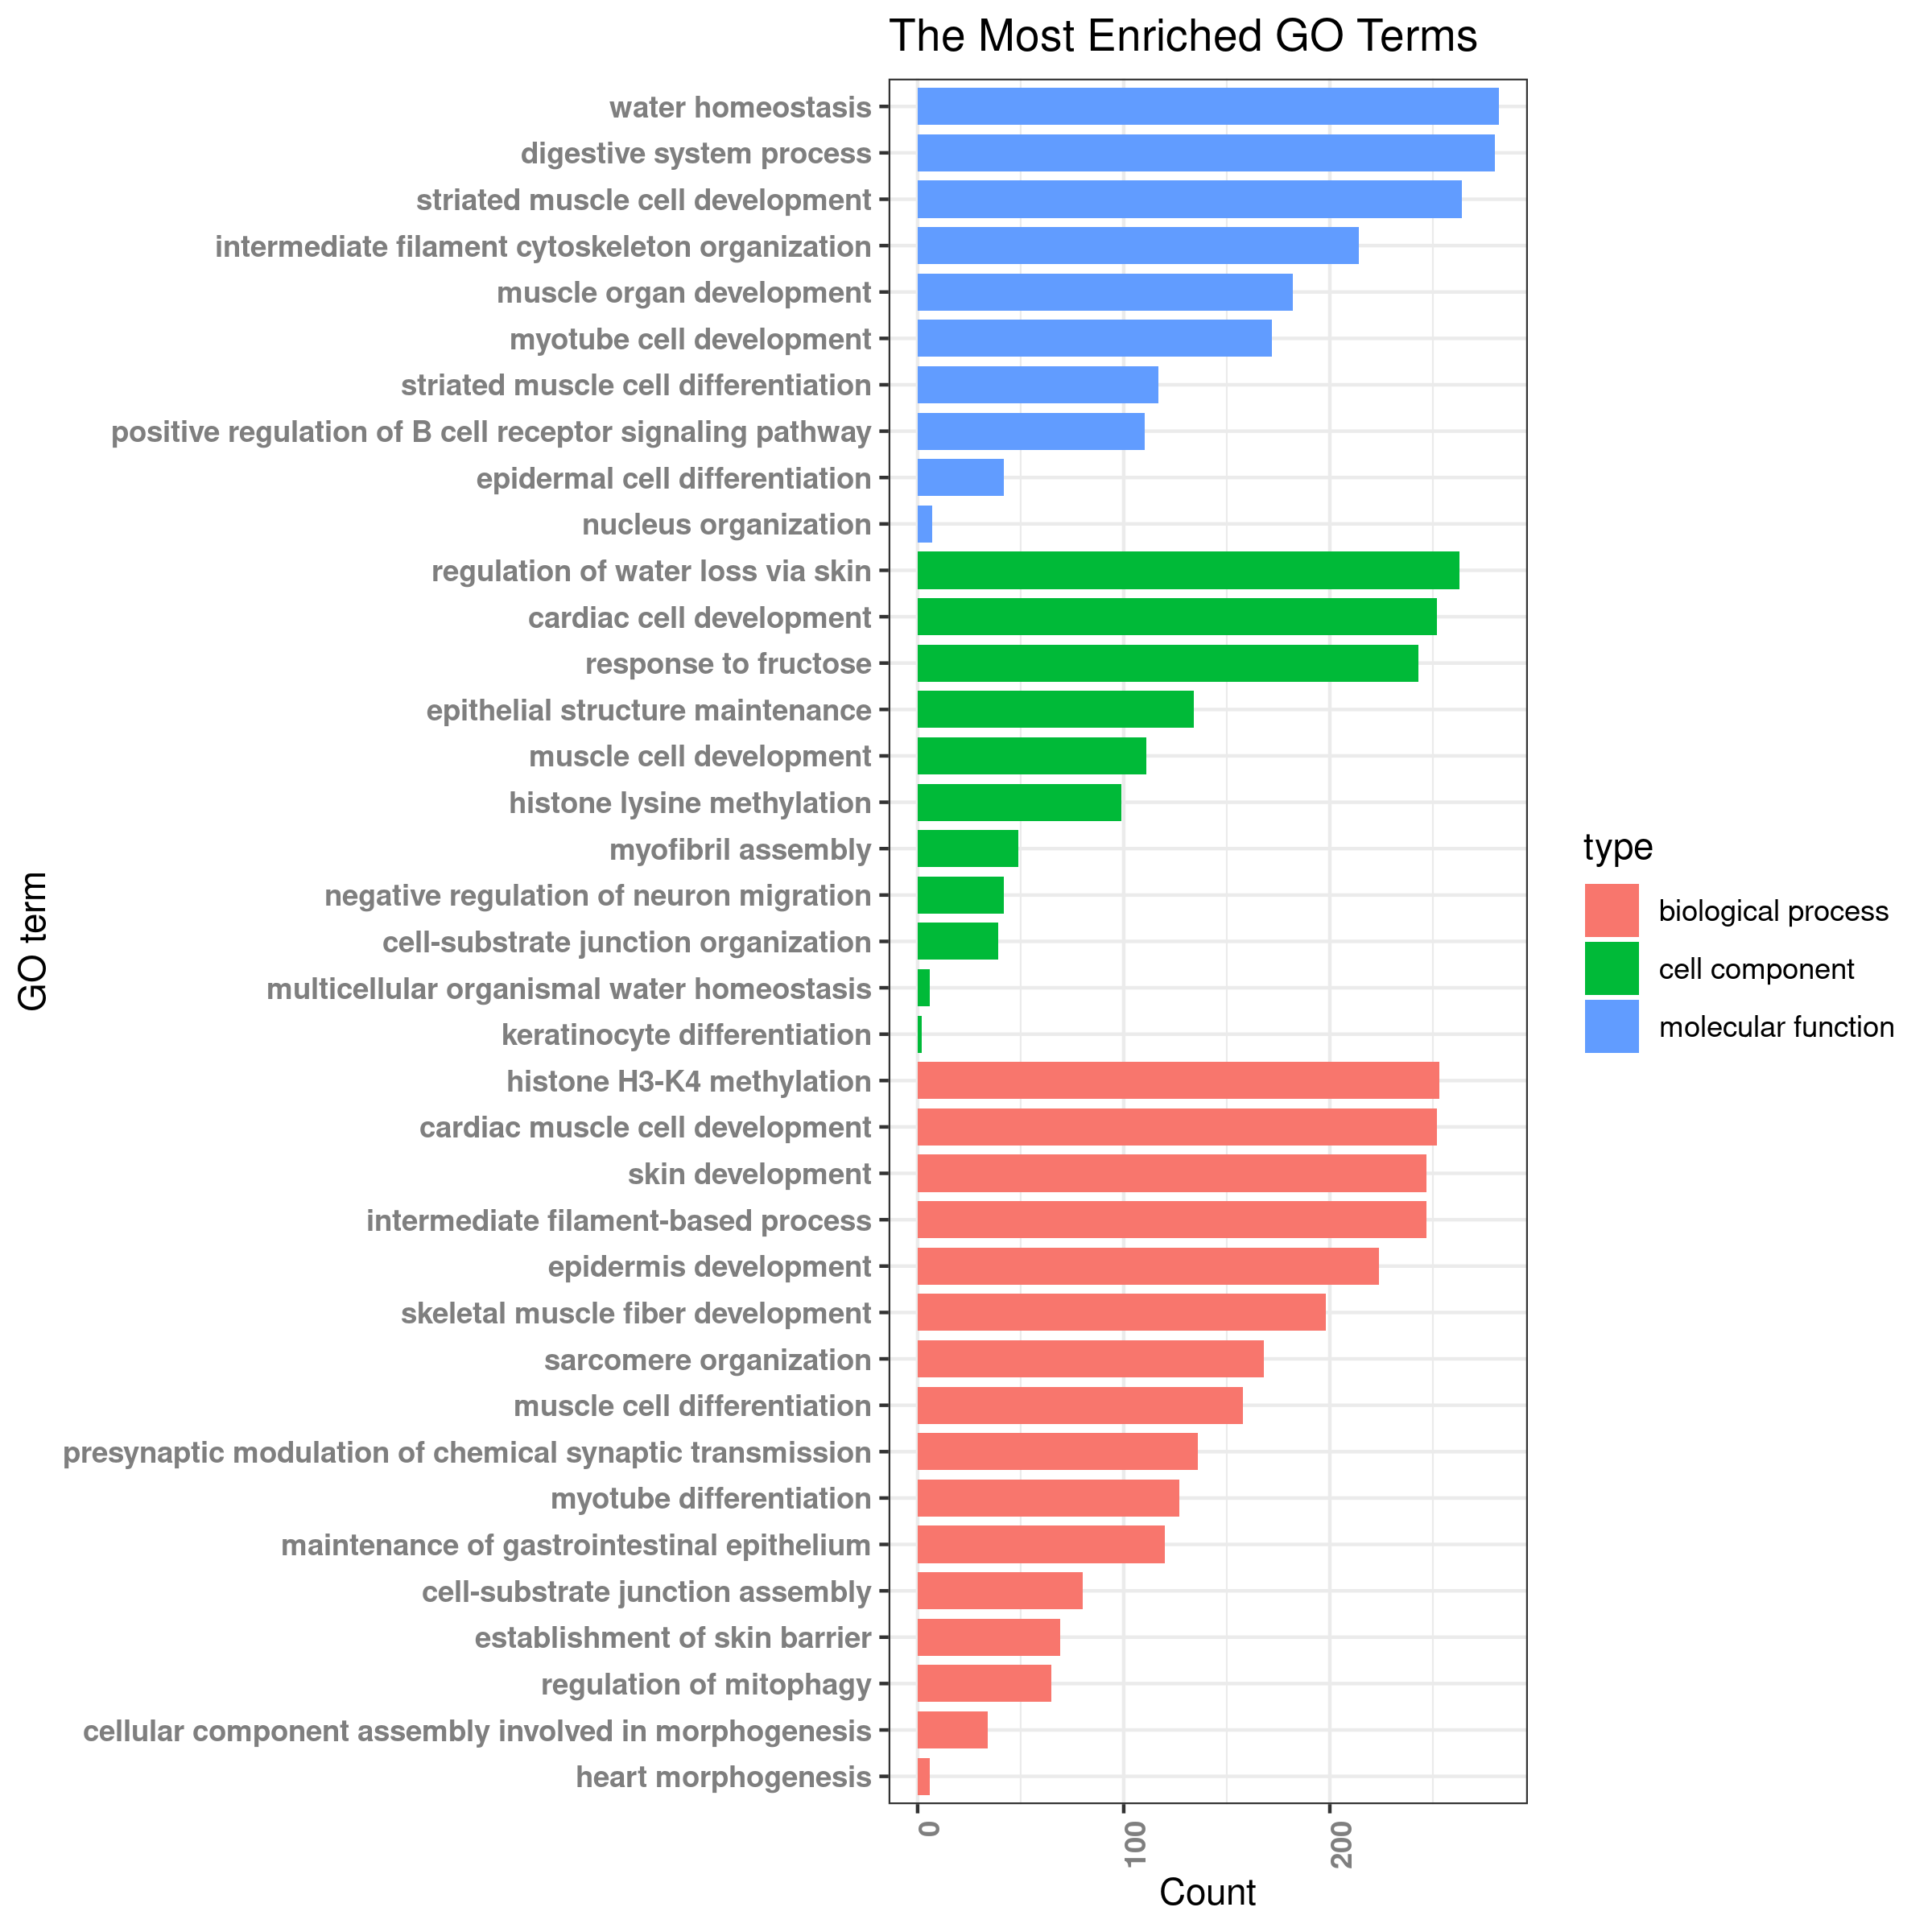 The Most Enriched GO Terms
water homeostasis
digestive system process
striated muscle cell development
intermediate filament cytoskeleton organization
muscle organ development
myotube cell development
striated muscle cell differentiation
positive regulation of B cell receptor signaling pathway
epidermal cell differentiation
nucleus organization
regulation of water loss via skin
cardiac cell development
response to fructose
epithelial structure maintenance
muscle cell development
histone lysine methylation
myofibril assembly
negative regulation of neuron migration
cell-substrate junction organization
multicellular organismal water homeostasis
keratinocyte differentiation
histone H3-K4 methylation
cardiac muscle cell development
skin development
intermediate filament-based process
epidermis development
skeletal muscle fiber development
sarcomere organization
muscle cell differentiation
presynaptic modulation of chemical synaptic transmission
myotube differentiation
maintenance of gastrointestinal epithelium
cell-substrate junction assembly
establishment of skin barrier
regulation of mitophagy
cellular component assembly involved in morphogenesis
heart morphogenesis
GO term
0
100
200
Count
type
biological process
cell component
molecular function